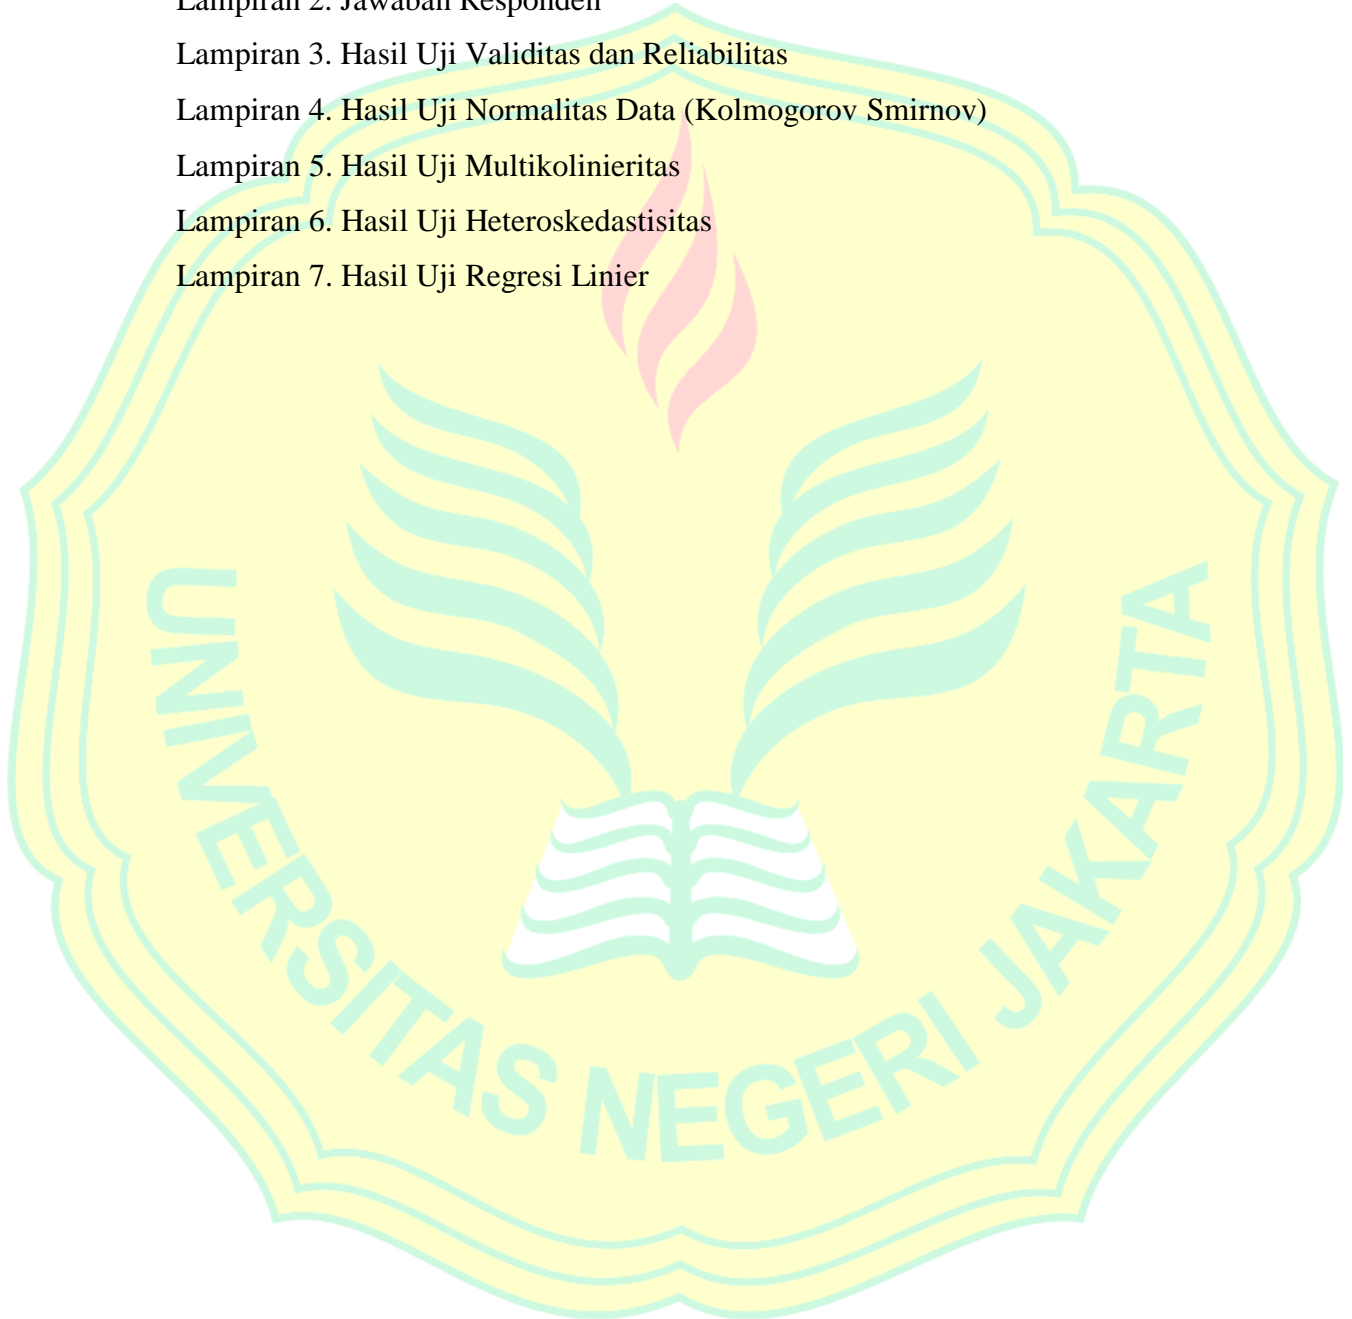 Lampiran 2. Jawaban Responden
Lampiran 3. Hasil Uji Validitas dan Reliabilitas
Lampiran 4. Hasil Uji Normalitas Data (Kolmogorov Smirnov)
Lampiran 5. Hasil Uji Multikolinieritas
Lampiran 6. Hasil Uji Heteroskedastisitas
Lampiran 7. Hasil Uji Regresi Linier
UNIVERSITAS NEGERI JAKARTA